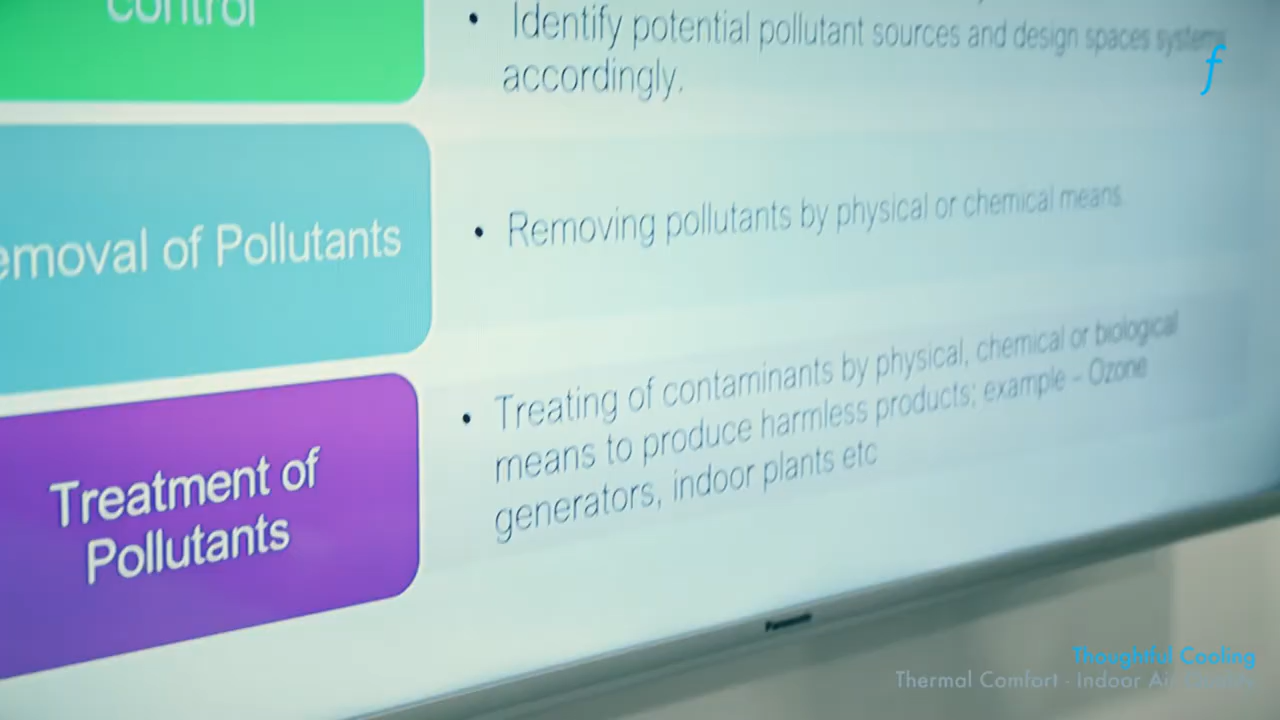 control
• Identify potential pollutant sources and design spaces systems
accordingly.
emoval of Pollutants
• Removing pollutants by physical or chemical means.
Treatment of
Pollutants
• Treating of contaminants by physical, chemical or biological
means to produce harmless products; example – Ozone
generators, indoor plants etc
Panasonic
f
Thoughtful Cooling
Thermal Comfort - Indoor Air Quality